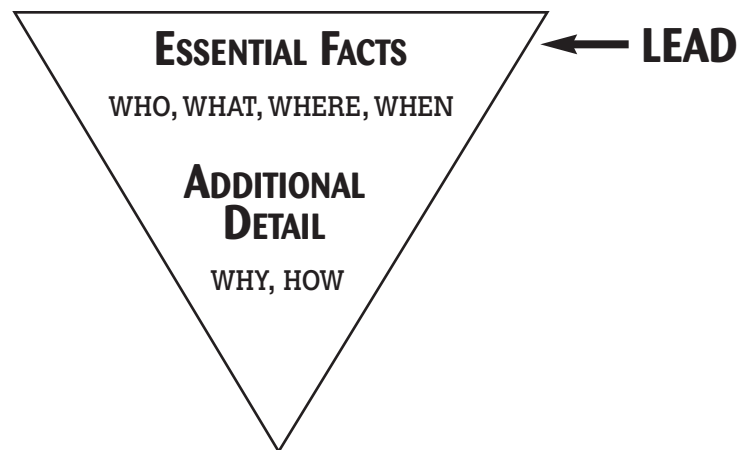 ESSENTIAL FACTS
LEAD
WHO, WHAT, WHERE, WHEN
ADDITIONAL
DETAIL
WHY, HOW